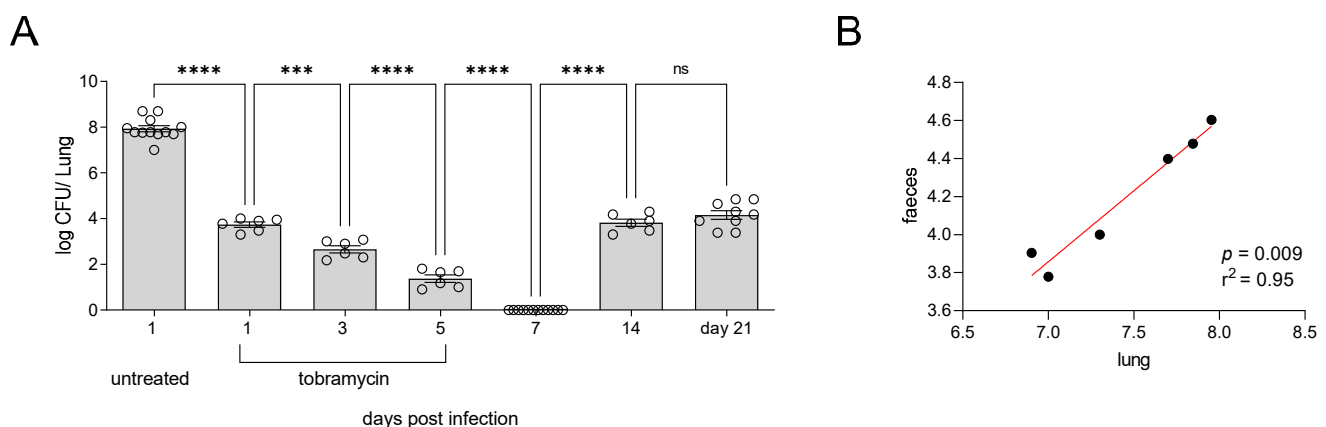 A
B
**** *** **** **** **** ns
log CFU/ Lung
10
8
6
4
2
0
1 1 3 5 7 14 day 21
untreated tobramycin
days post infection
faeces
4.8
4.6
4.4
4.2
4.0
3.8
3.6
p = 0.009
r² = 0.95
6.5 7.0 7.5 8.0 8.5
lung